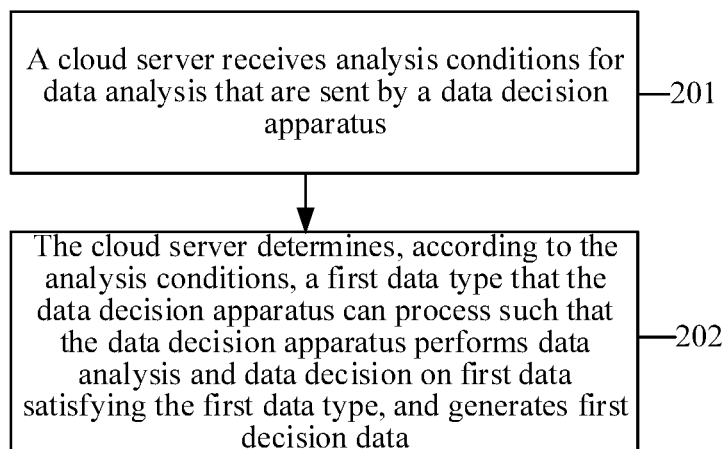 A cloud server receives analysis conditions for
data analysis that are sent by a data decision
apparatus
201
The cloud server determines, according to the
analysis conditions, a first data type that the
data decision apparatus can process such that
the data decision apparatus performs data
analysis and data decision on first data
satisfying the first data type, and generates first
decision data
202